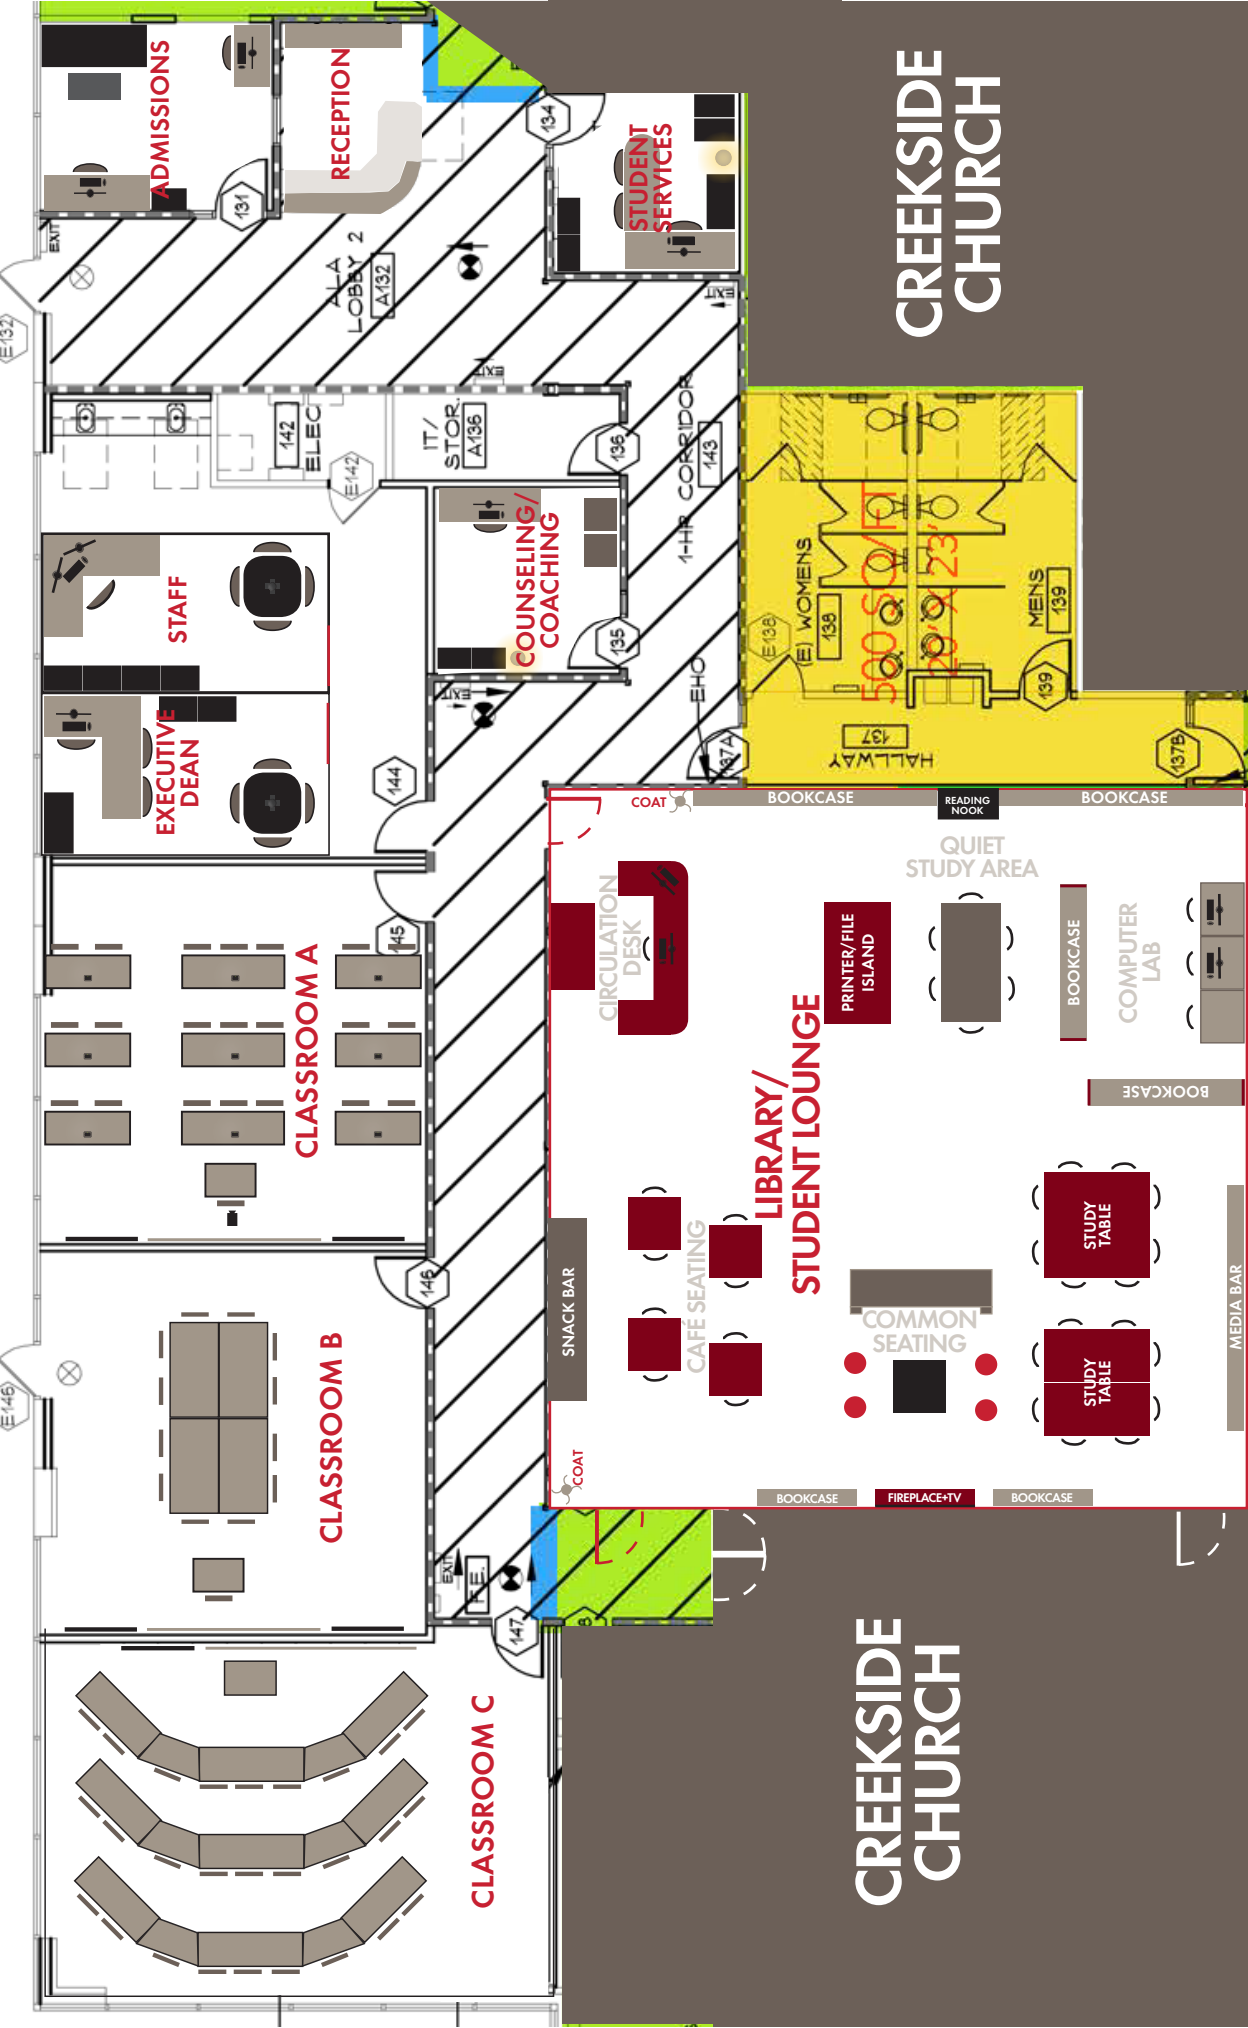 ADMISSIONS
RECEPTION
134
STUDENT
SERVICES
CREEKSIDE
CHURCH
131
EXIT
ALA
LOBBY 2
A132
EXIT
E132
EXIT
142
ELEC
IT/
STOR.
A136
136
E142
1-HR CORRIDOR
143
COUNSELING/
COACHING
135
STAFF
EXECUTIVE
DEAN
(E) WOMENS
138
E138
500 SQ/FT
20' X 23'
MENS
139
139
EHO
EXIT
137A
137
HALLWAY
137B
144
145
COAT
BOOKCASE
READING
NOOK
BOOKCASE
QUIET
STUDY AREA
CIRCULATION
DESK
PRINTER/FILE
ISLAND
BOOKCASE
COMPUTER
LAB
BOOKCASE
CLASSROOM A
LIBRARY/
STUDENT LOUNGE
STUDY
TABLE
SNACK BAR
CAFÉ SEATING
COMMON
SEATING
STUDY
TABLE
MEDIA BAR
146
CLASSROOM B
E146
COAT
BOOKCASE
FIREPLACE+TV
BOOKCASE
EXIT
F.E.
147
8
CLASSROOM C
CREEKSIDE
CHURCH